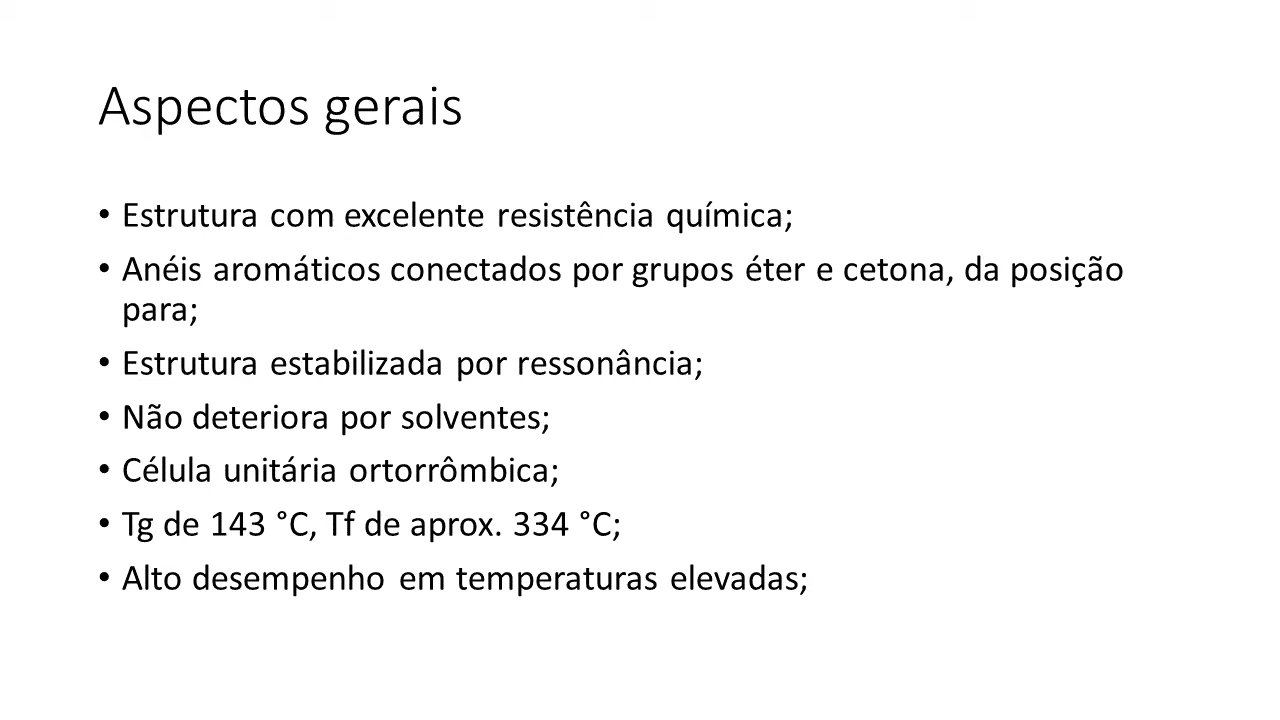 Aspectos gerais
• Estrutura com excelente resistência química;
• Anéis aromáticos conectados por grupos éter e cetona, da posição
para;
• Estrutura estabilizada por ressonância;
• Não deteriora por solventes;
• Célula unitária ortorrômbica;
• Tg de 143 °C, Tf de aprox. 334 °C;
• Alto desempenho em temperaturas elevadas;